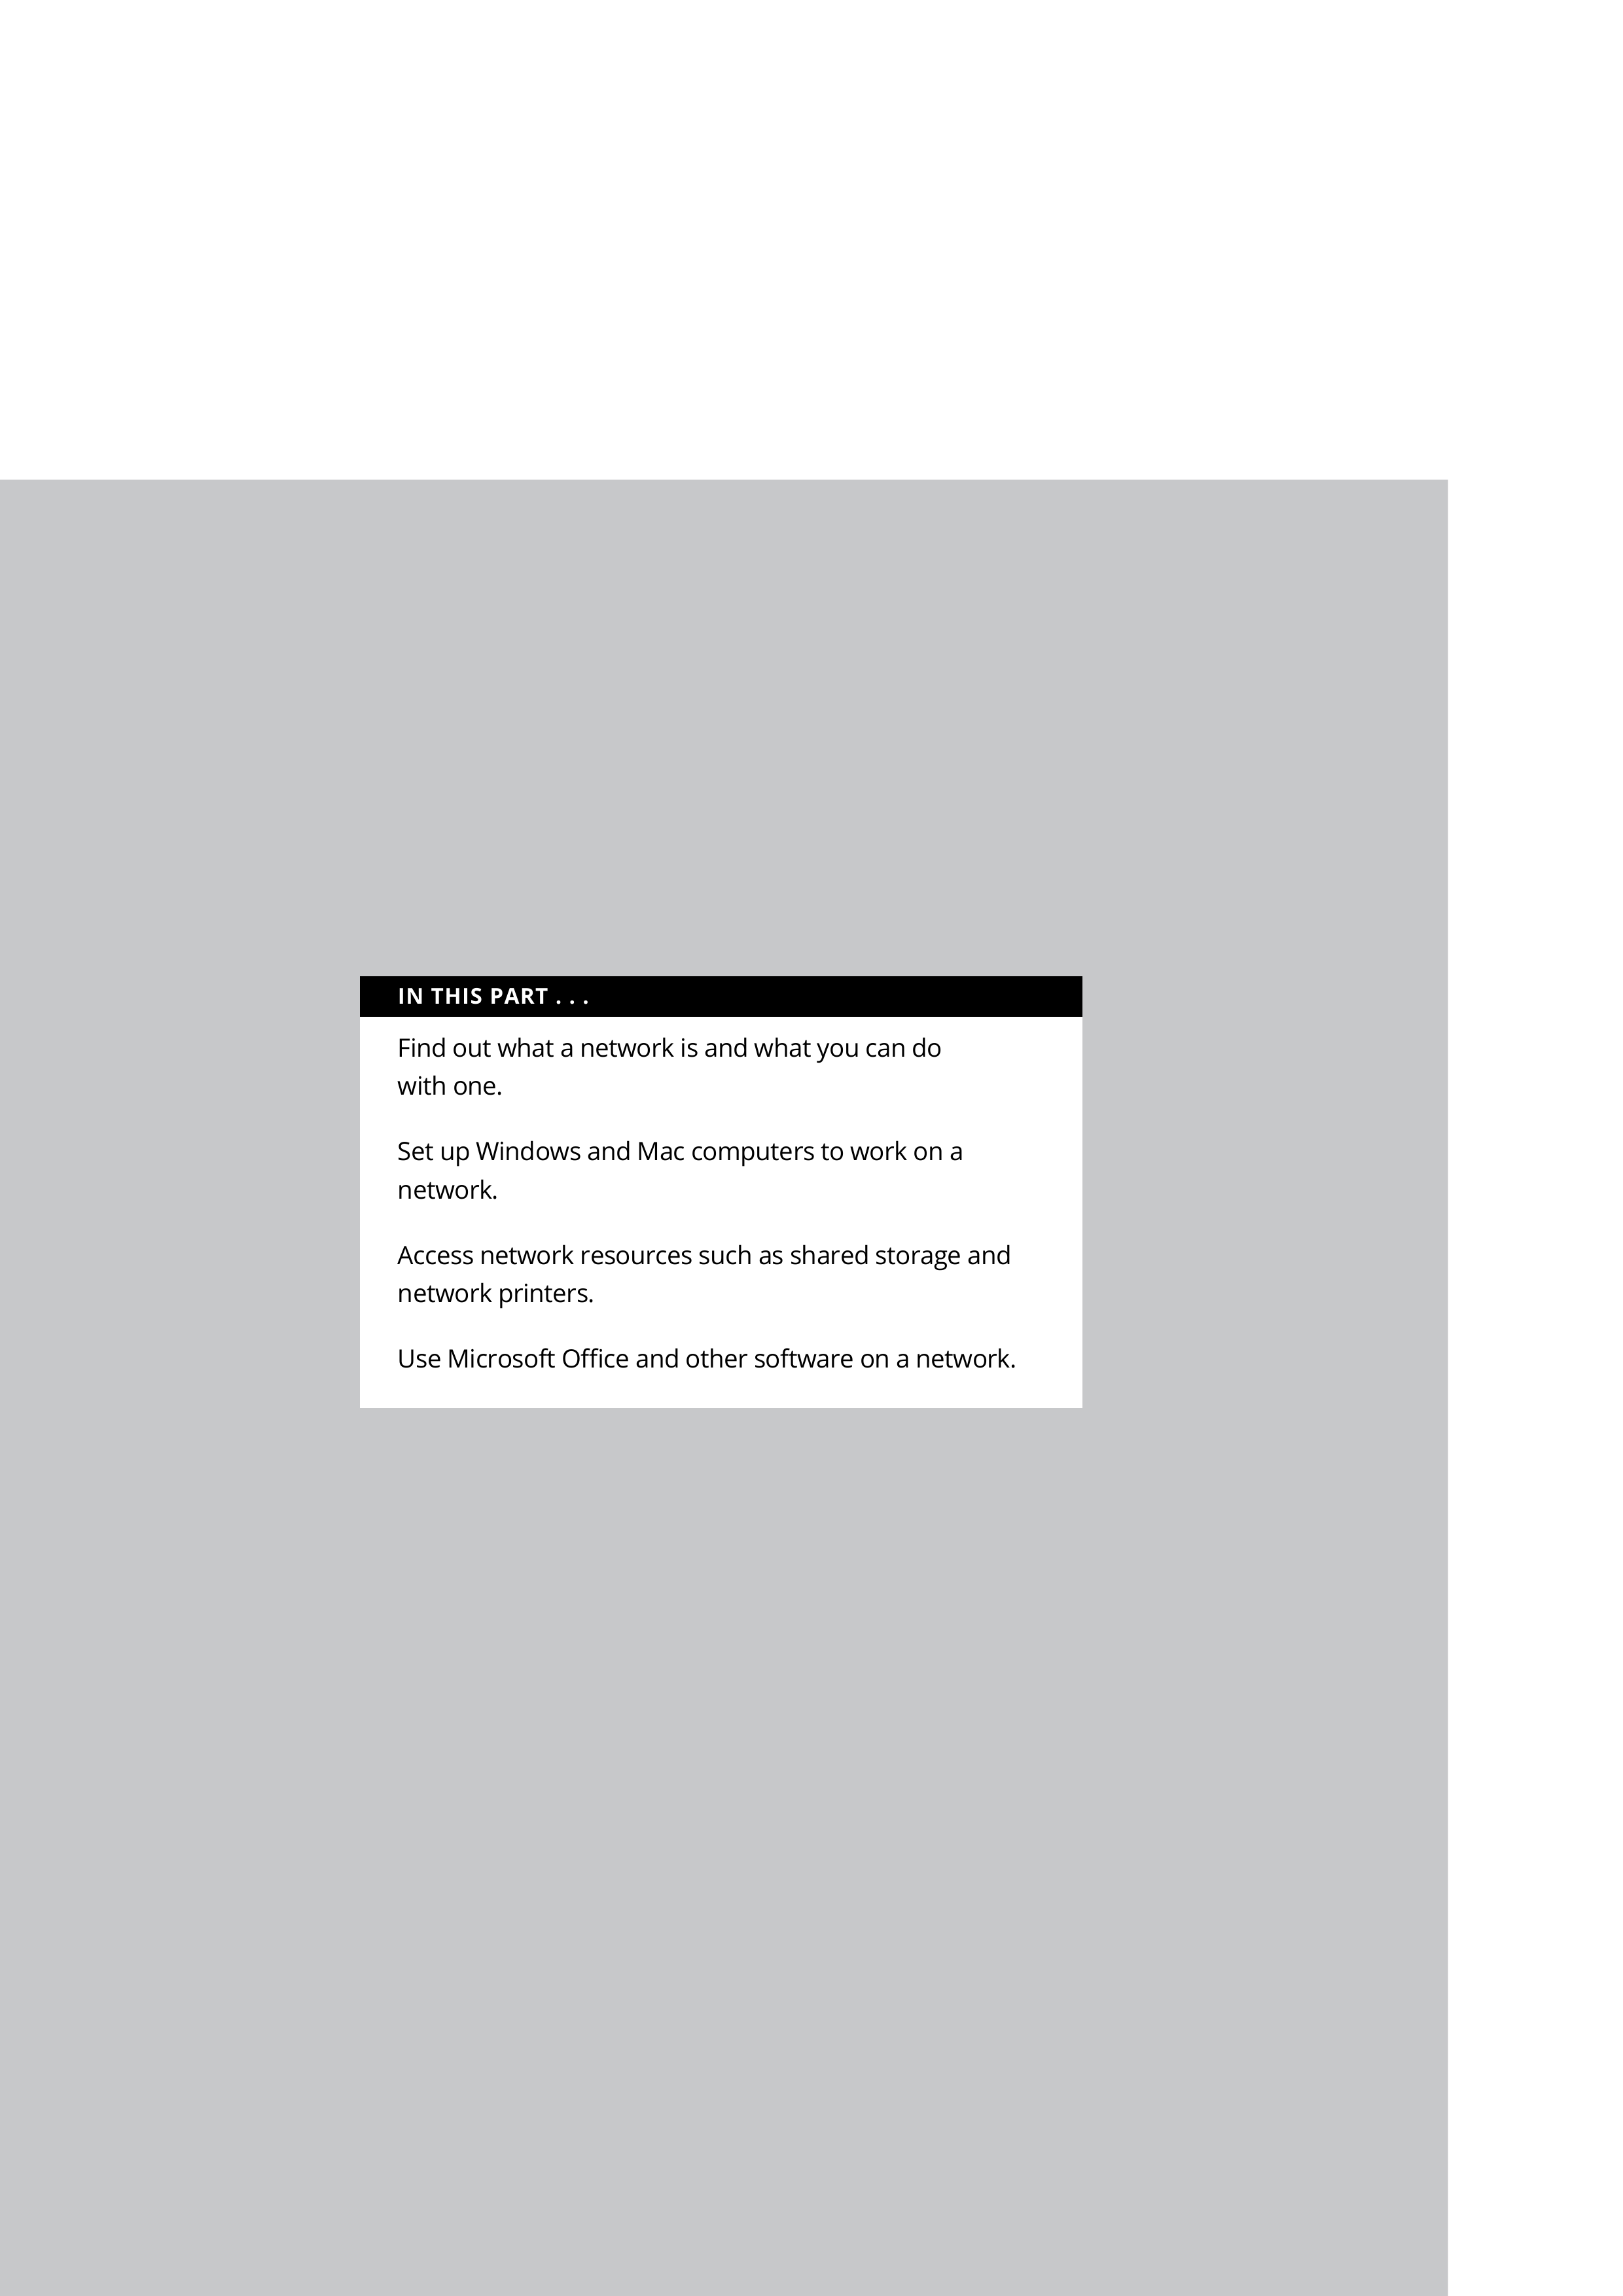 IN THIS PART . . .
Find out what a network is and what you can do
with one.
Set up Windows and Mac computers to work on a
network.
Access network resources such as shared storage and
network printers.
Use Microsoft Office and other software on a network.